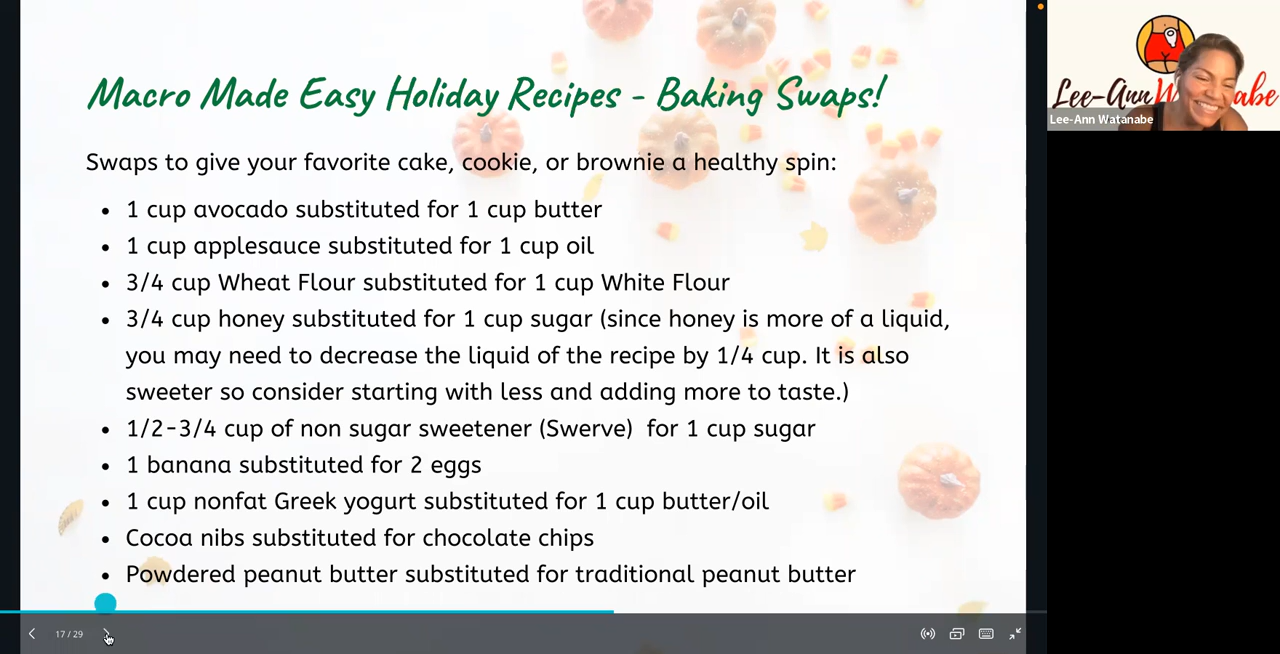 Macro Made Easy Holiday Recipes - Baking Swaps!
Swaps to give your favorite cake, cookie, or brownie a healthy spin:
• 1 cup avocado substituted for 1 cup butter
• 1 cup applesauce substituted for 1 cup oil
• 3/4 cup Wheat Flour substituted for 1 cup White Flour
• 3/4 cup honey substituted for 1 cup sugar (since honey is more of a liquid,
you may need to decrease the liquid of the recipe by 1/4 cup. It is also
sweeter so consider starting with less and adding more to taste.)
• 1/2-3/4 cup of non sugar sweetener (Swerve)  for 1 cup sugar
• 1 banana substituted for 2 eggs
• 1 cup nonfat Greek yogurt substituted for 1 cup butter/oil
• Cocoa nibs substituted for chocolate chips
• Powdered peanut butter substituted for traditional peanut butter
17 / 29
Lee-Ann
Lee-Ann Watanabe